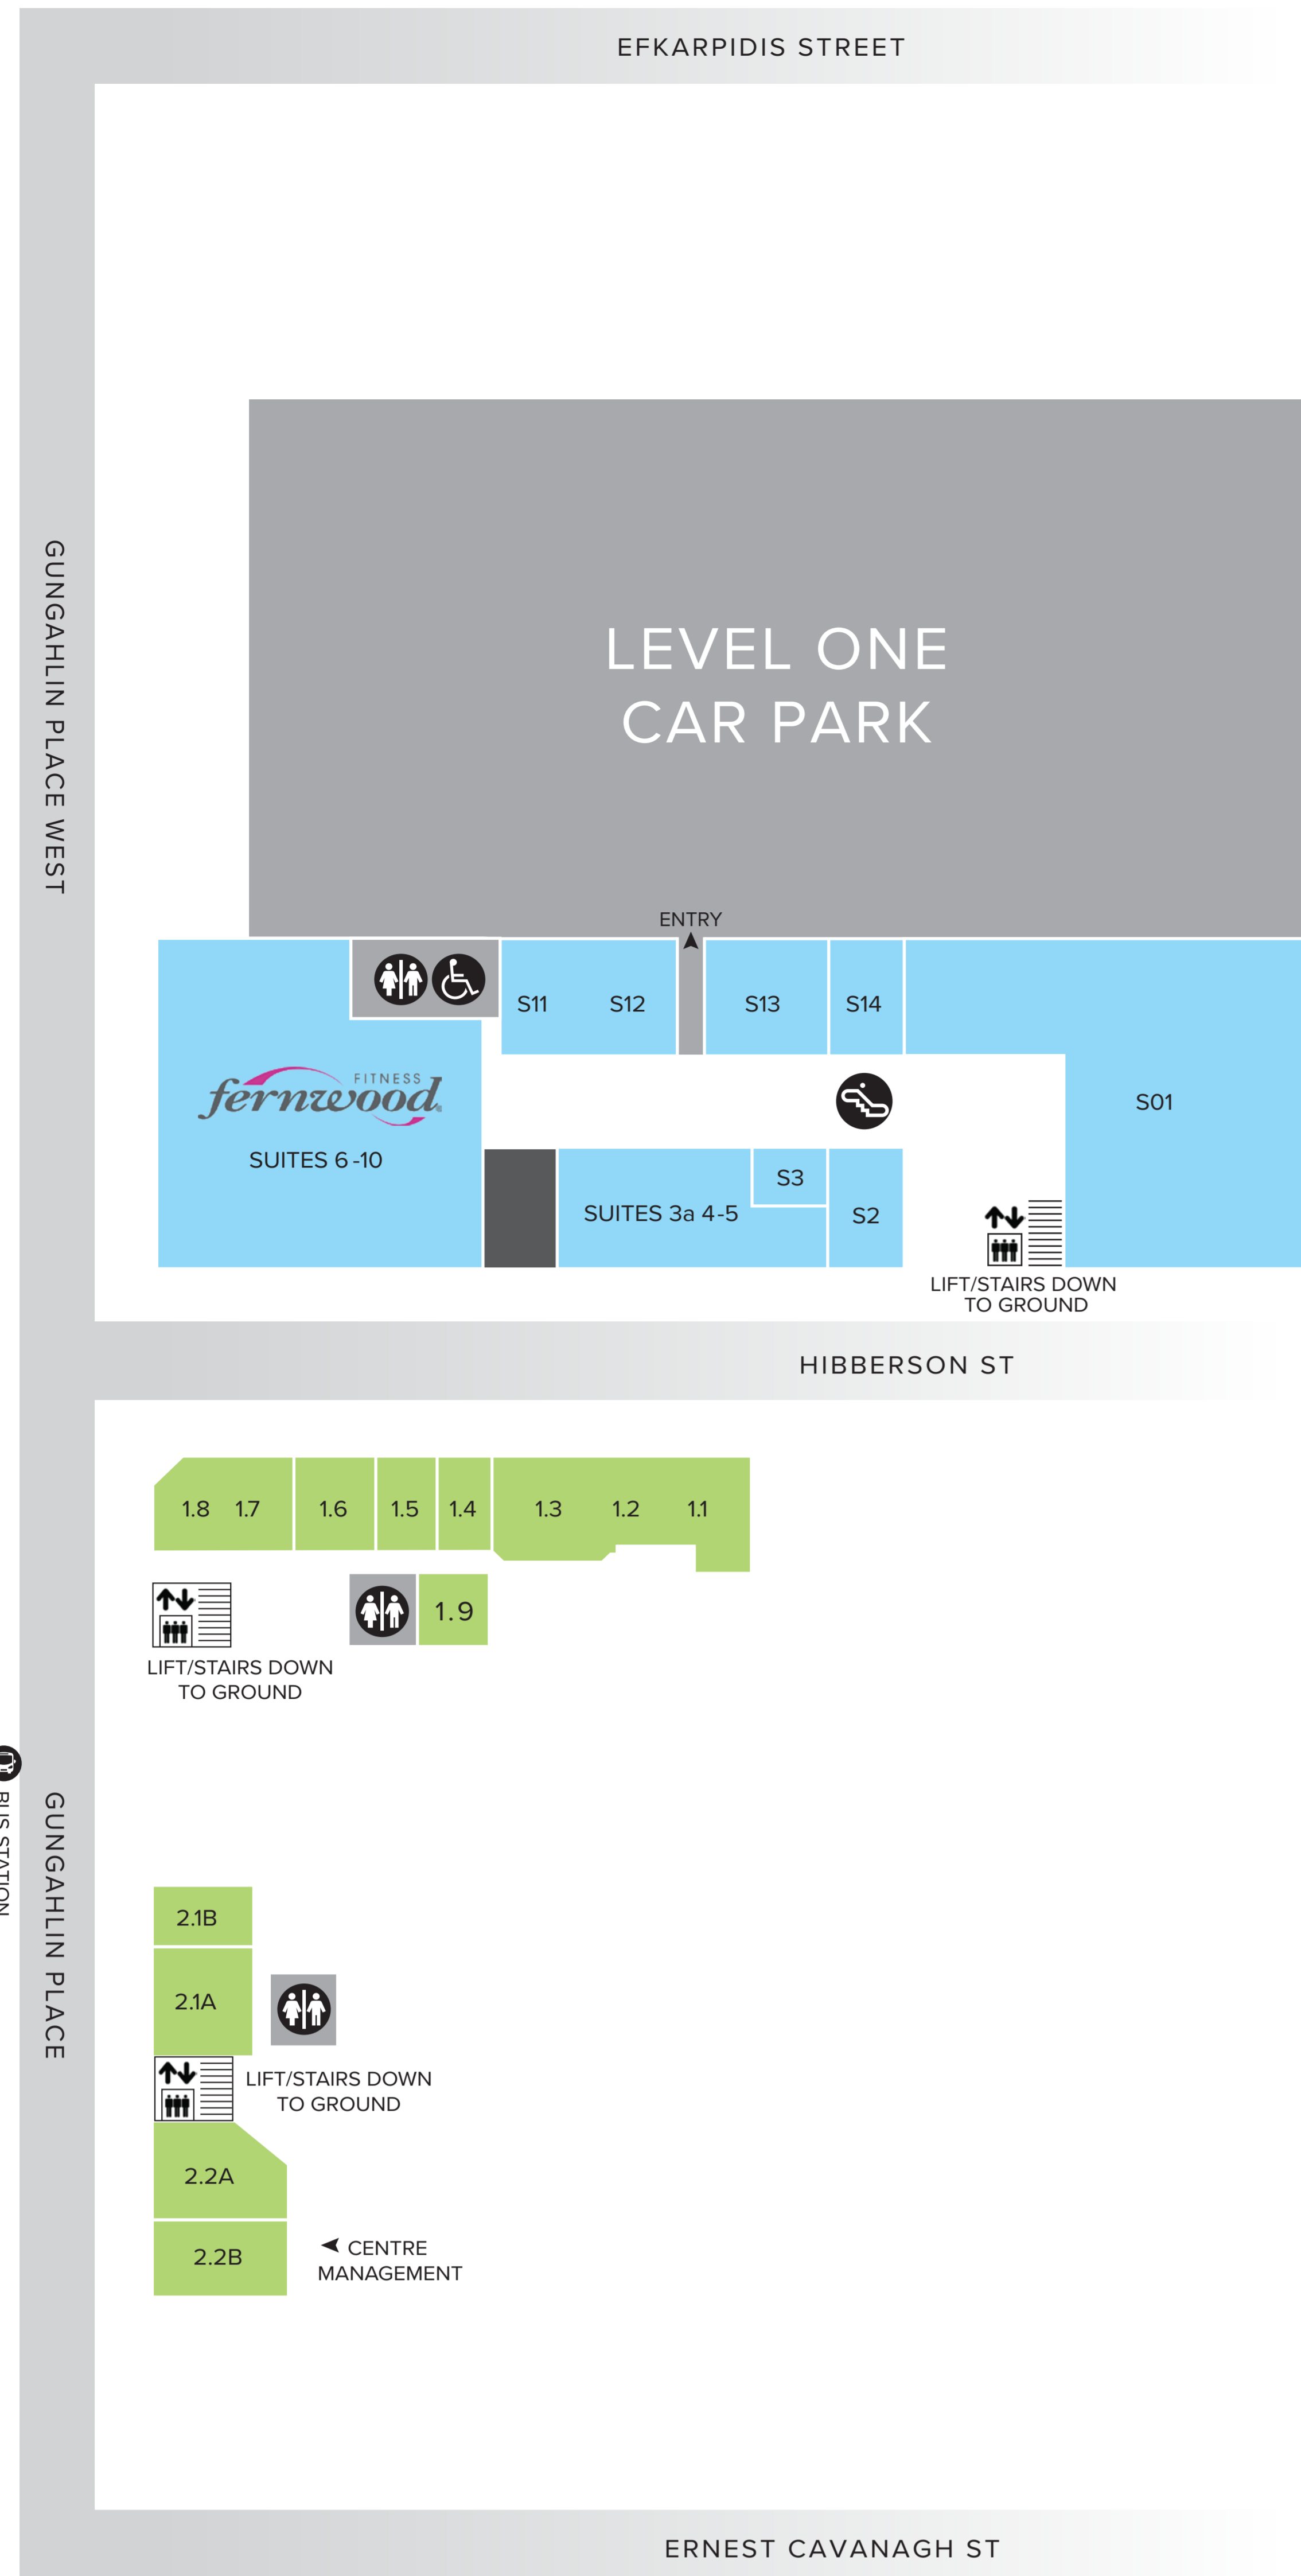 EFKARPIDIS STREET
GUNGAHLIN PLACE WEST
LEVEL ONE
CAR PARK
ENTRY
S11
S12
S13
S14
FITNESS
fernwood
SUITES 6-10
S01
S3
SUITES 3a 4-5
S2
LIFT/STAIRS DOWN
TO GROUND
HIBBERSON ST
1.8
1.7
1.6
1.5
1.4
1.3
1.2
1.1
1.9
LIFT/STAIRS DOWN
TO GROUND
BUS STATION
GUNGAHLIN PLACE
2.1B
2.1A
LIFT/STAIRS DOWN
TO GROUND
2.2A
2.2B
CENTRE
MANAGEMENT
ERNEST CAVANAGH ST